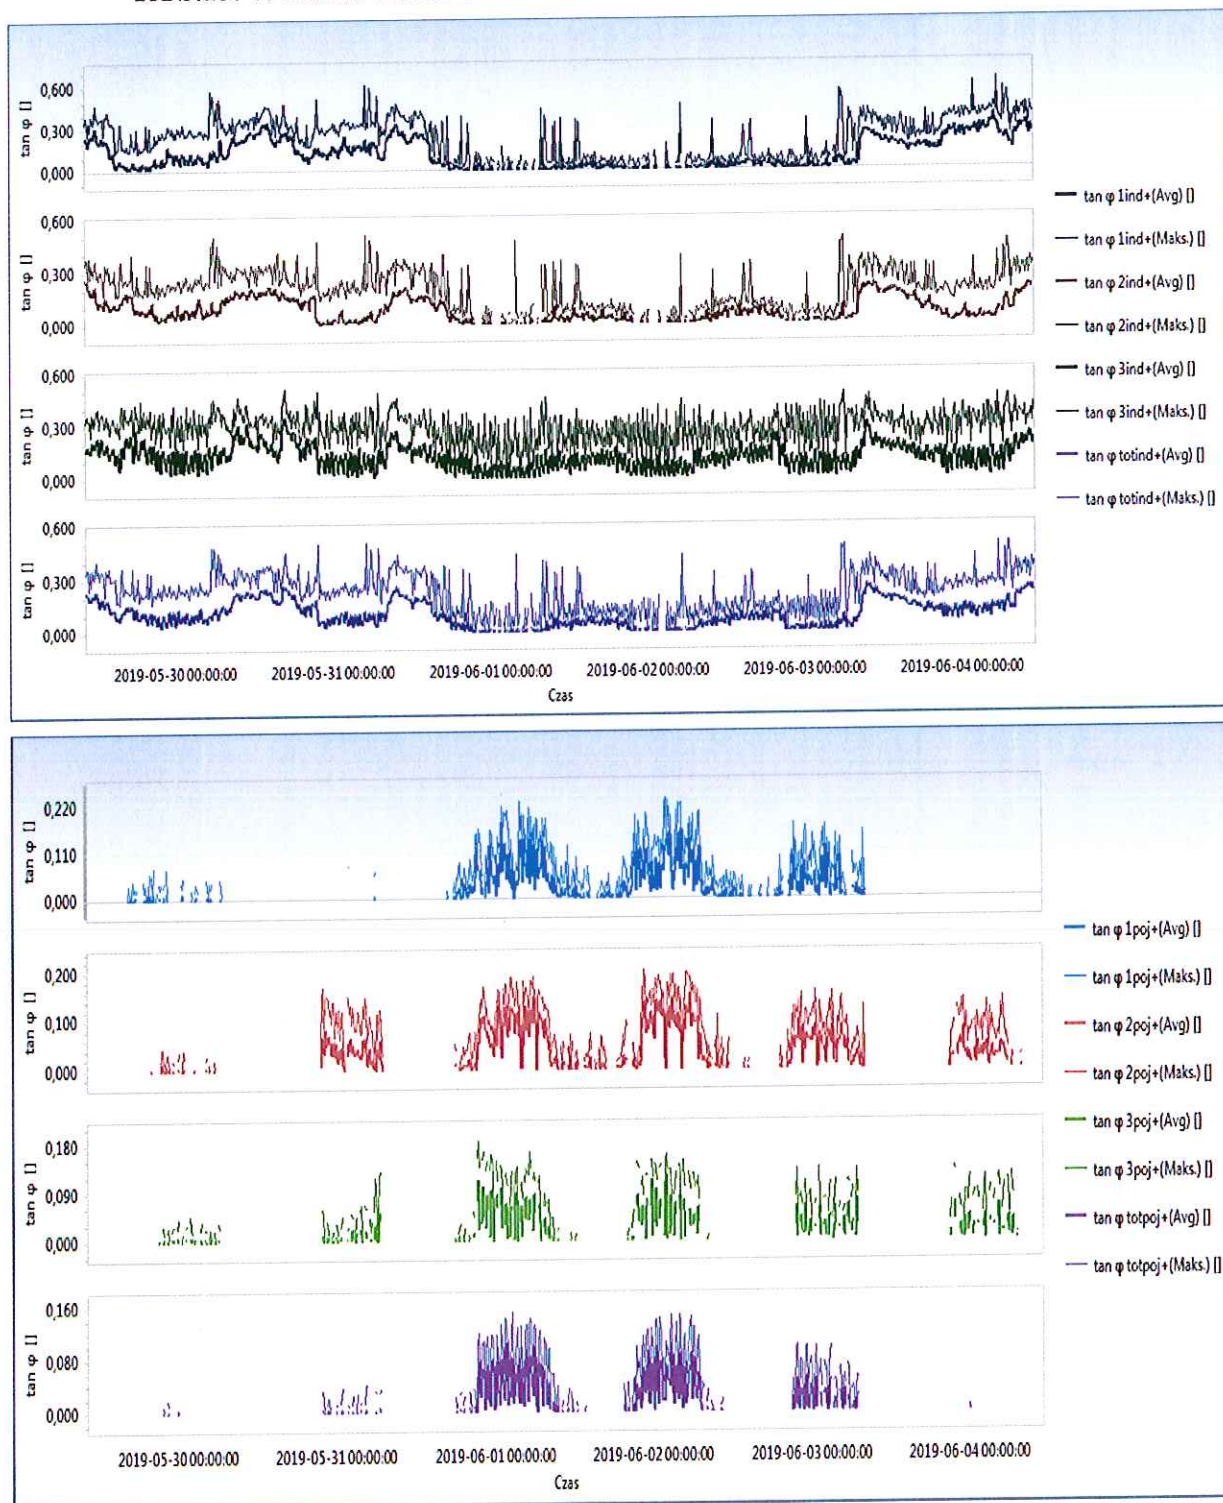 0,600
tan φ []
0,300
0,000
0,600
tan φ []
0,300
0,000
0,600
tan φ []
0,300
0,000
0,600
tan φ []
0,300
0,000
2019-05-30 00:00:00 2019-05-31 00:00:00 2019-06-01 00:00:00 2019-06-02 00:00:00 2019-06-03 00:00:00 2019-06-04 00:00:00
Czas
tan φ 1ind+(Avg) []
tan φ 1ind+(Maks.) []
tan φ 2ind+(Avg) []
tan φ 2ind+(Maks.) []
tan φ 3ind+(Avg) []
tan φ 3ind+(Maks.) []
tan φ totind+(Avg) []
tan φ totind+(Maks.) []
0,220
tan φ []
0,110
0,000
0,200
tan φ []
0,100
0,000
0,180
tan φ []
0,090
0,000
0,160
tan φ []
0,080
0,000
2019-05-30 00:00:00 2019-05-31 00:00:00 2019-06-01 00:00:00 2019-06-02 00:00:00 2019-06-03 00:00:00 2019-06-04 00:00:00
Czas
tan φ 1poj+(Avg) []
tan φ 1poj+(Maks.) []
tan φ 2poj+(Avg) []
tan φ 2poj+(Maks.) []
tan φ 3poj+(Avg) []
tan φ 3poj+(Maks.) []
tan φ totpoj+(Avg) []
tan φ totpoj+(Maks.) []